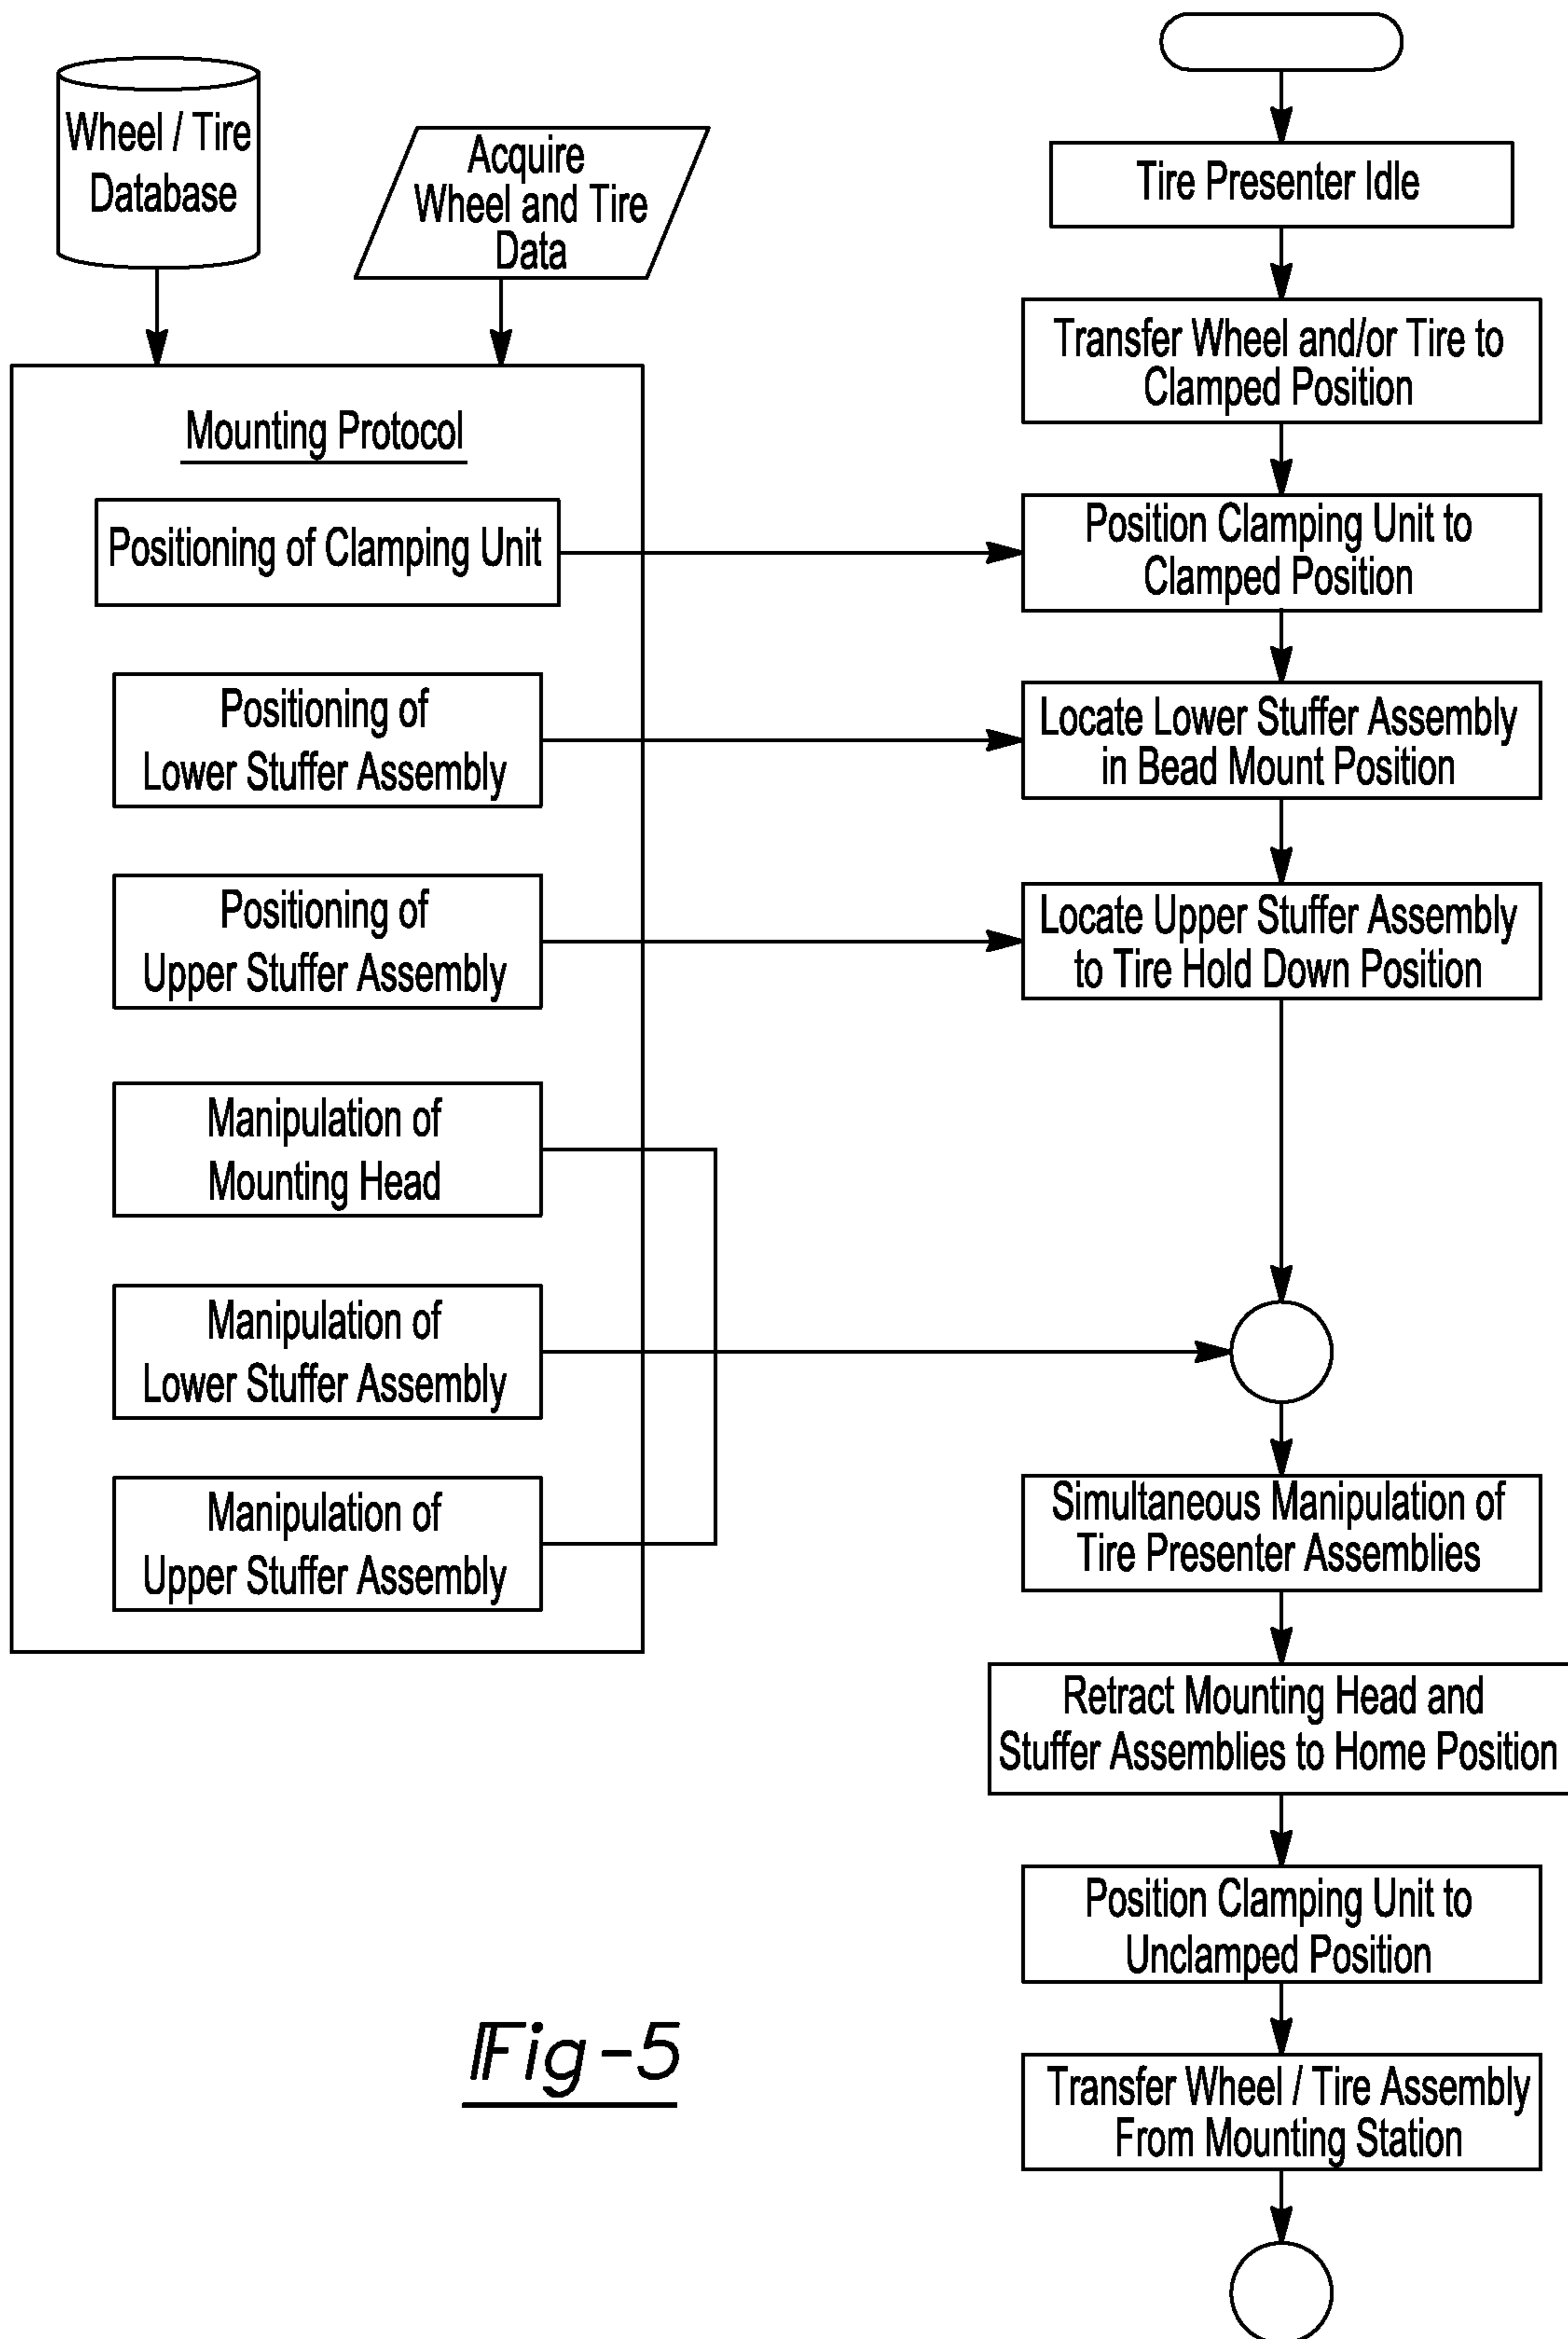 Wheel / Tire
Database
Acquire
Wheel and Tire
Data
Mounting Protocol
Positioning of Clamping Unit
Positioning of
Lower Stuffer Assembly
Positioning of
Upper Stuffer Assembly
Manipulation of
Mounting Head
Manipulation of
Lower Stuffer Assembly
Manipulation of
Upper Stuffer Assembly
Tire Presenter Idle
Transfer Wheel and/or Tire to
Clamped Position
Position Clamping Unit to
Clamped Position
Locate Lower Stuffer Assembly
in Bead Mount Position
Locate Upper Stuffer Assembly
to Tire Hold Down Position
Simultaneous Manipulation of
Tire Presenter Assemblies
Retract Mounting Head and
Stuffer Assemblies to Home Position
Position Clamping Unit to
Unclamped Position
Transfer Wheel / Tire Assembly
From Mounting Station
Fig-5